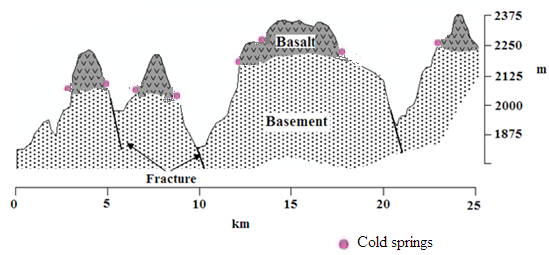 2375
Basalt
2250
2125
m
2000
Basement
1875
Fracture
0 5 10 15 20 25
km
Cold springs